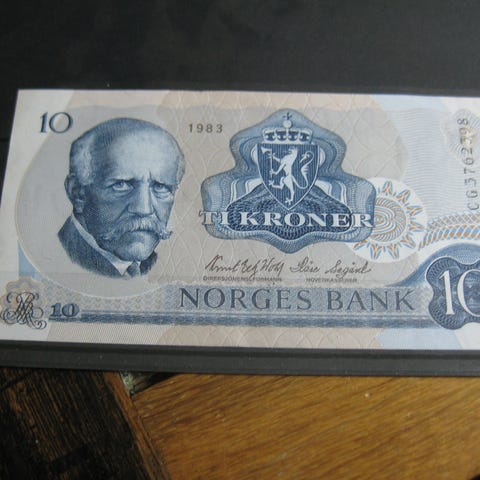 10
1983
CG3762398
TI KRONER
DIREKSJONENS FORMANN
HOVEDKASSERER
NORGES BANK
10
10